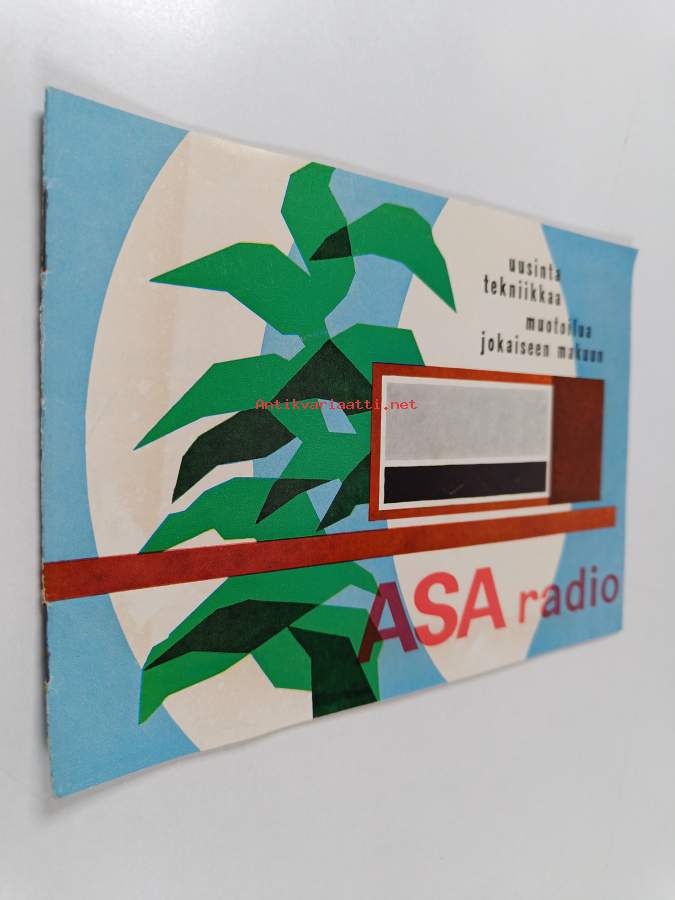 uusinta
tekniikkaa
muotoilua
jokaiseen makuun
Antikvariaatti.net
ASA radio